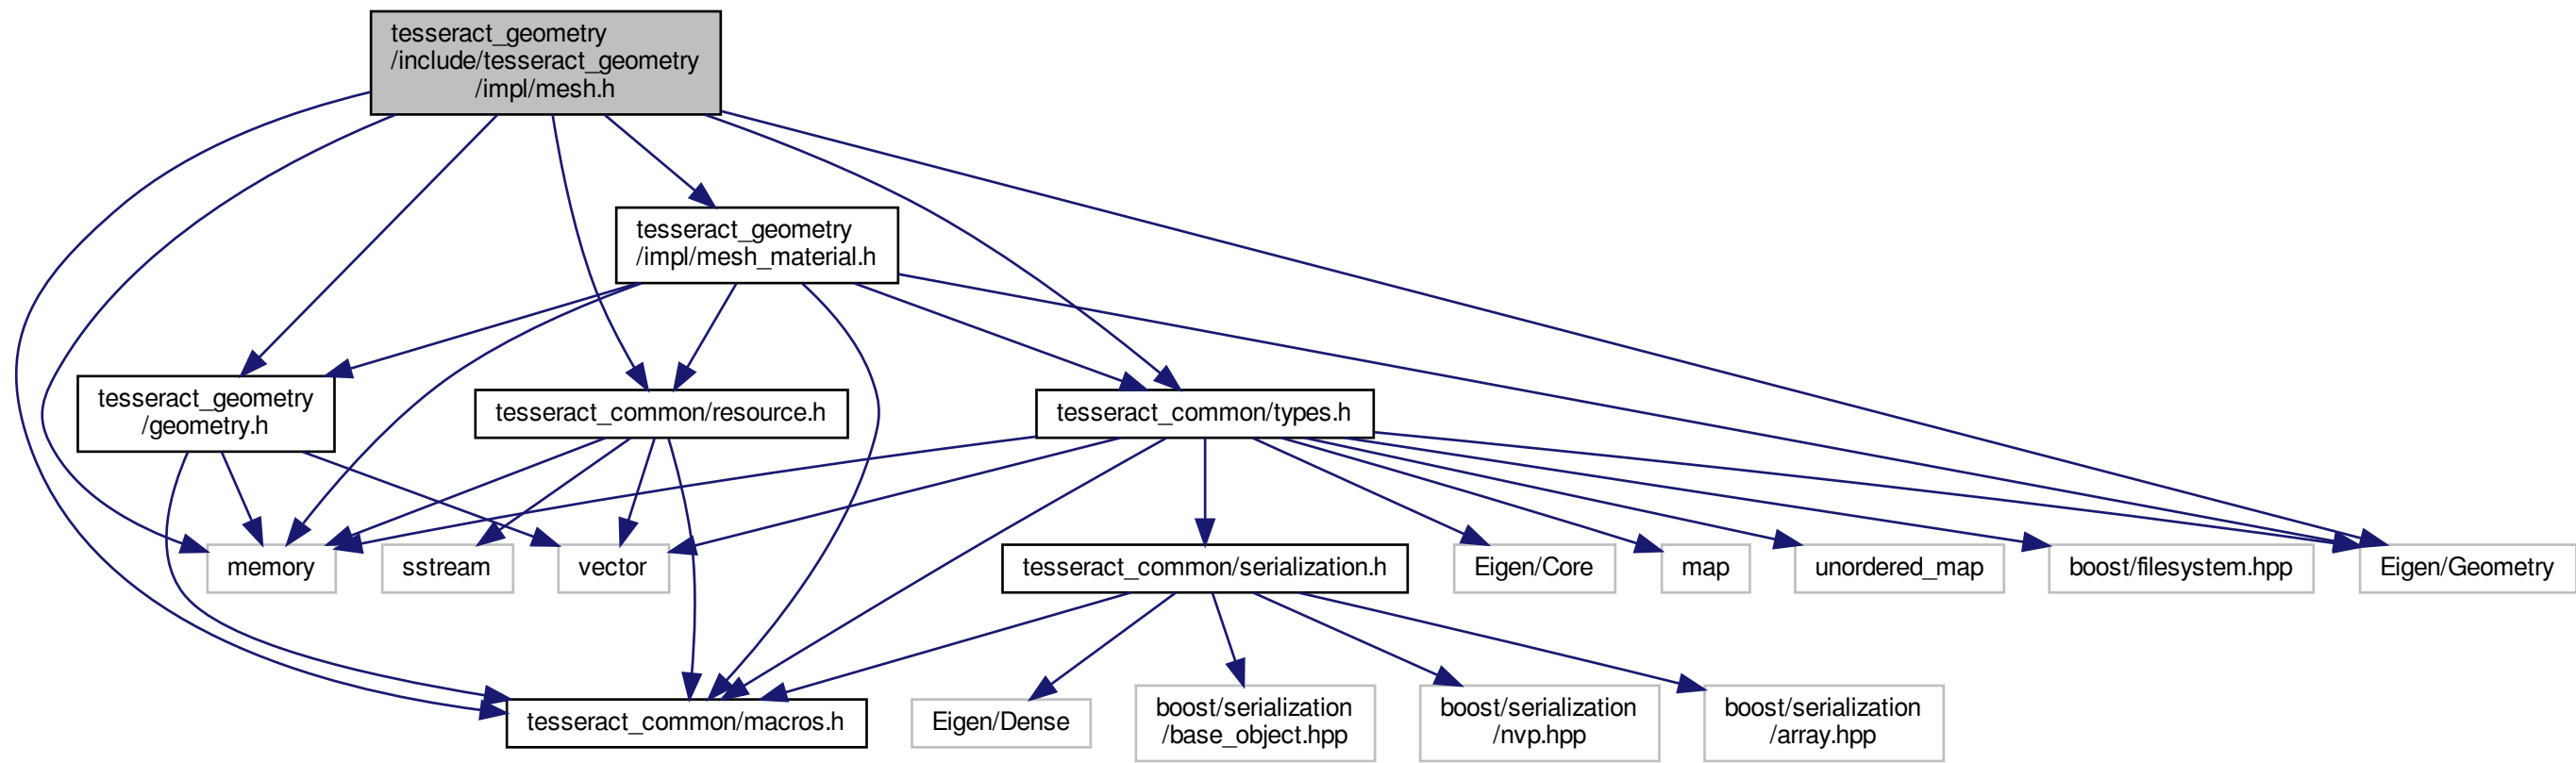 tesseract_geometry
/include/tesseract_geometry
/impl/mesh.h
tesseract_geometry
/impl/mesh_material.h
tesseract_geometry
/geometry.h
tesseract_common/resource.h
tesseract_common/types.h
memory
sstream
vector
tesseract_common/serialization.h
Eigen/Core
map
unordered_map
boost/filesystem.hpp
Eigen/Geometry
tesseract_common/macros.h
Eigen/Dense
boost/serialization
/base_object.hpp
boost/serialization
/nvp.hpp
boost/serialization
/array.hpp